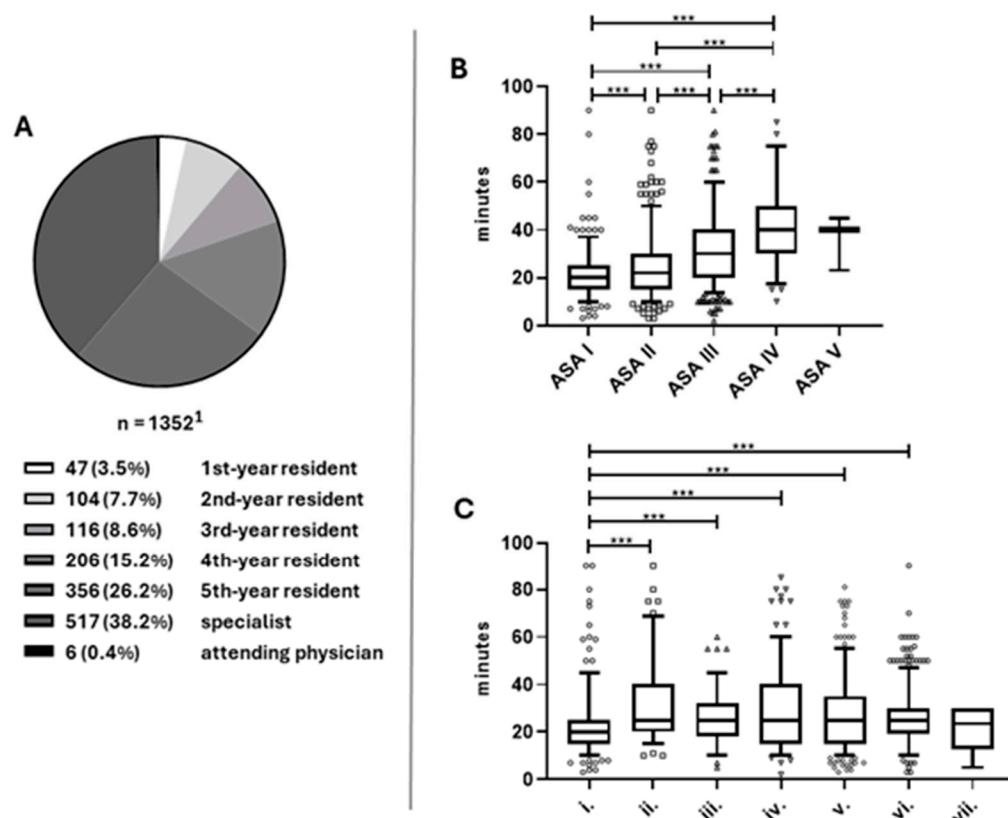 A
n = 1352¹
47 (3.5%) 1st-year resident
104 (7.7%) 2nd-year resident
116 (8.6%) 3rd-year resident
206 (15.2%) 4th-year resident
356 (26.2%) 5th-year resident
517 (38.2%) specialist
6 (0.4%) attending physician
B
***
***
***
*** *** ***
minutes
100
80
60
40
20
0
ASA I ASA II ASA III ASA IV ASA V
C
***
***
***
***
***
minutes
100
80
60
40
20
0
i. ii. iii. iv. v. vi. vii.